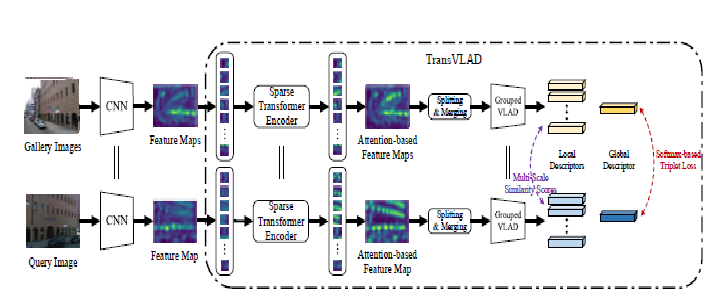 TransVLAD
CNN
Sparse
Transformer
Encoder
Splitting
& Merging
Grouped
VLAD
Gallery Images
Feature Maps
Attention-based
Feature Maps
Local
Descriptors
Global
Descriptor
Softmax-based
Triplet Loss
Multi-Scale
Similarity Scores
CNN
Sparse
Transformer
Encoder
Splitting
& Merging
Grouped
VLAD
Query Image
Feature Map
Attention-based
Feature Map